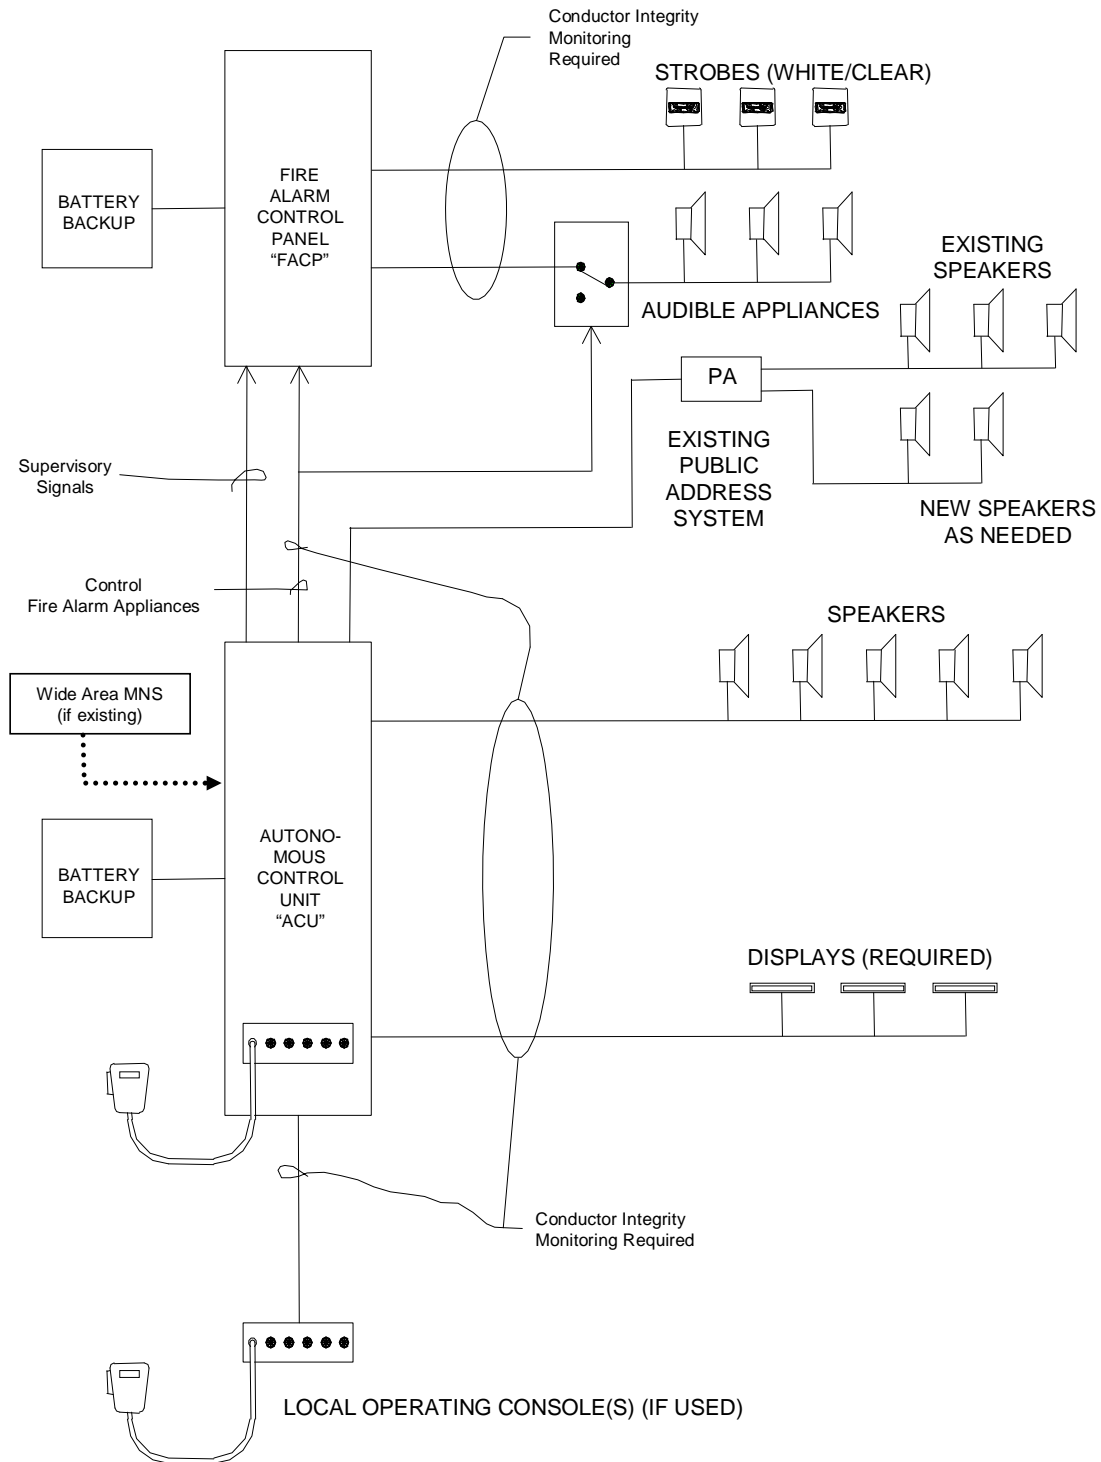 Conductor Integrity
Monitoring
Required
STROBES (WHITE/CLEAR)
BATTERY
BACKUP
FIRE
ALARM
CONTROL
PANEL
“FACP”
EXISTING
SPEAKERS
AUDIBLE APPLIANCES
PA
EXISTING
PUBLIC
ADDRESS
SYSTEM
NEW SPEAKERS
AS NEEDED
Supervisory
Signals
Control
Fire Alarm Appliances
SPEAKERS
Wide Area MNS
(if existing)
BATTERY
BACKUP
AUTONO-
MOUS
CONTROL
UNIT
“ACU”
DISPLAYS (REQUIRED)
Conductor Integrity
Monitoring Required
LOCAL OPERATING CONSOLE(S) (IF USED)